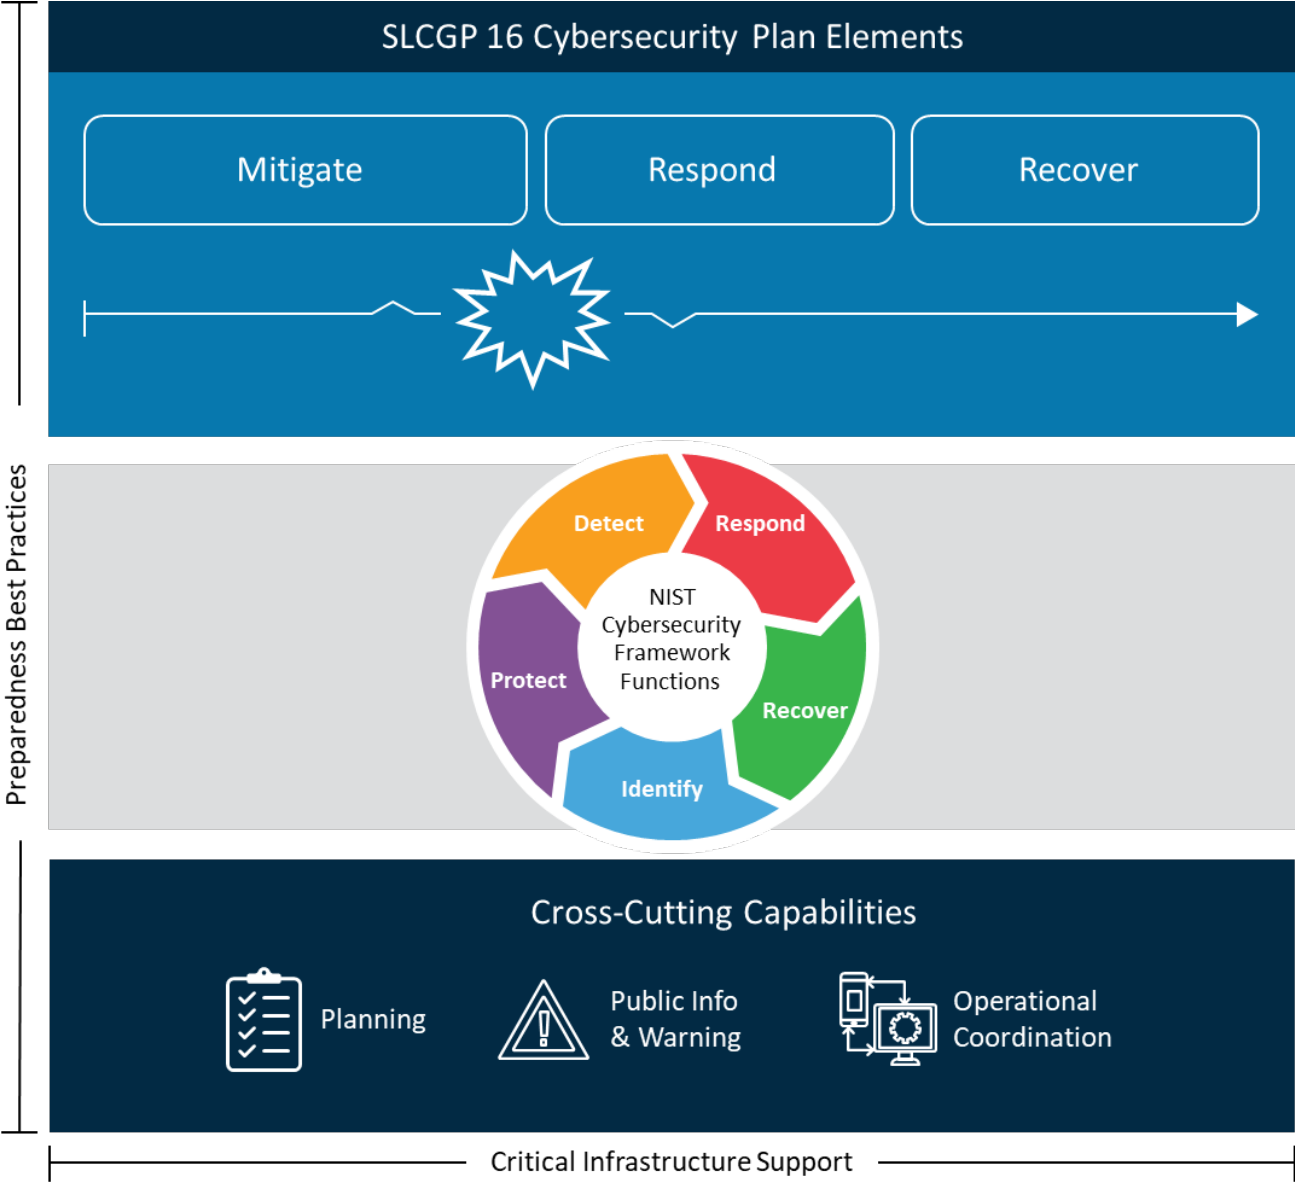 SLCGP 16 Cybersecurity Plan Elements
Mitigate
Respond
Recover
Preparedness Best Practices
Detect
Respond
NIST
Cybersecurity
Framework
Functions
Protect
Recover
Identify
Cross-Cutting Capabilities
Planning
Public Info
& Warning
Operational
Coordination
Critical Infrastructure Support